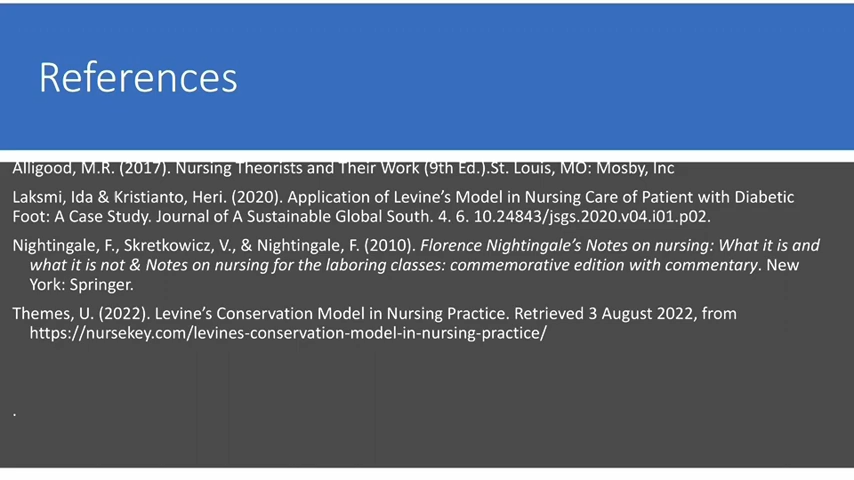 References
Alligood, M.R. (2017). Nursing Theorists and Their Work (9th Ed.).St. Louis, MO: Mosby, Inc
Laksmi, Ida & Kristianto, Heri. (2020). Application of Levine’s Model in Nursing Care of Patient with Diabetic
Foot: A Case Study. Journal of A Sustainable Global South. 4. 6. 10.24843/jsgs.2020.v04.i01.p02.
Nightingale, F., Skretkowicz, V., & Nightingale, F. (2010). Florence Nightingale’s Notes on nursing: What it is and
what it is not & Notes on nursing for the laboring classes: commemorative edition with commentary. New
York: Springer.
Themes, U. (2022). Levine’s Conservation Model in Nursing Practice. Retrieved 3 August 2022, from
https://nursekey.com/levines-conservation-model-in-nursing-practice/
.